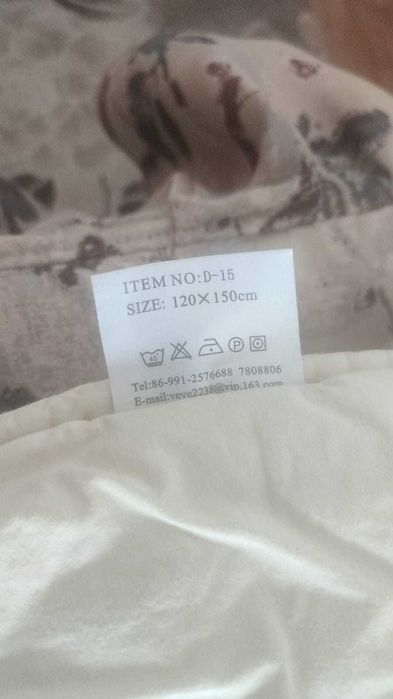 ITEM NO:D-15
SIZE: 120×150cm
40 P
Tel:86-991-2576688 7808806
E-mail:veve2238@vip.163.com